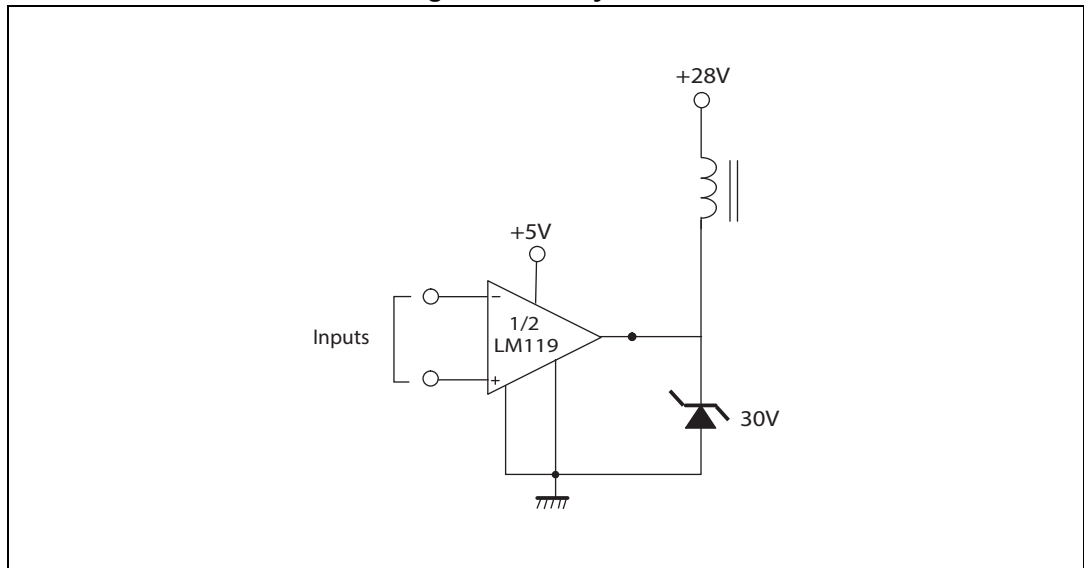 +28V
+5V
−
1/2
LM119
+
Inputs
30V